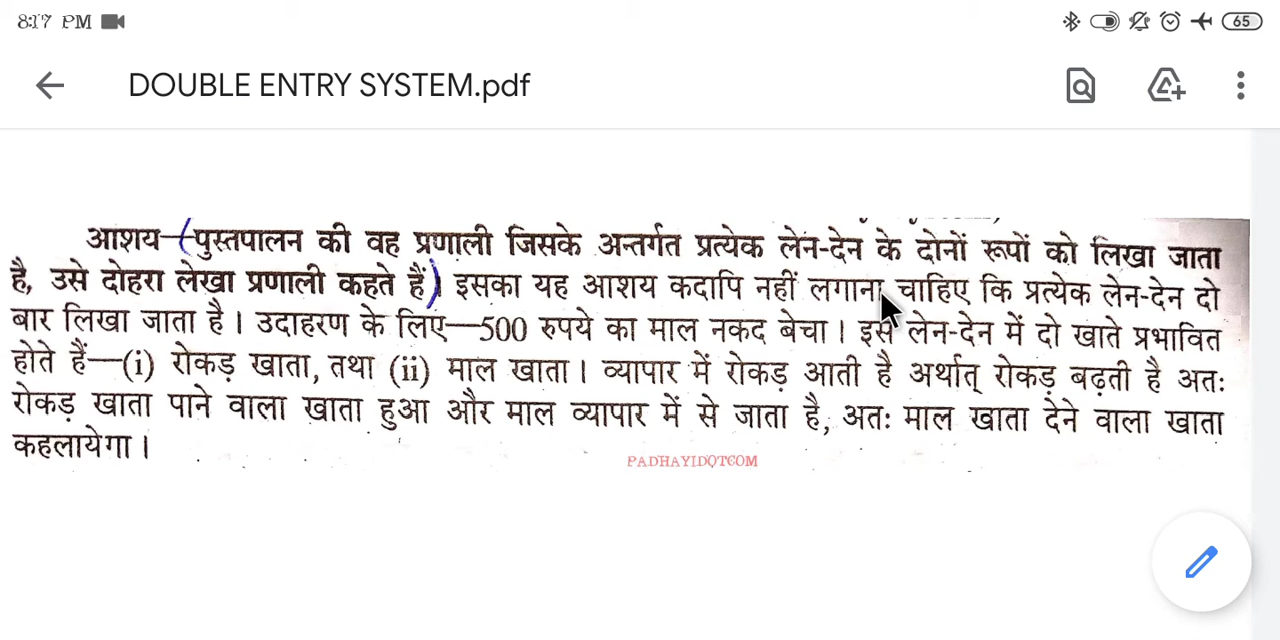 8:17 PM
65
DOUBLE ENTRY SYSTEM.pdf
आशय—(पुस्तपालन की वह प्रणाली जिसके अन्तर्गत प्रत्येक लेन-देन के दोनों रूपों को लिखा जाता
है, उसे दोहरा लेखा प्रणाली कहते हैं) इसका यह आशय कदापि नहीं लगाना चाहिए कि प्रत्येक लेन-देन दो
बार लिखा जाता है। उदाहरण के लिए—500 रुपये का माल नकद बेचा। इस लेन-देन में दो खाते प्रभावित
होते हैं—(i) रोकड़ खाता, तथा (ii) माल खाता। व्यापार में रोकड़ आती है अर्थात् रोकड़ बढ़ती है अतः
रोकड़ खाता पाने वाला खाता हुआ और माल व्यापार में से जाता है, अतः माल खाता देने वाला खाता
कहलायेगा।
PADHAYIDOTCOM